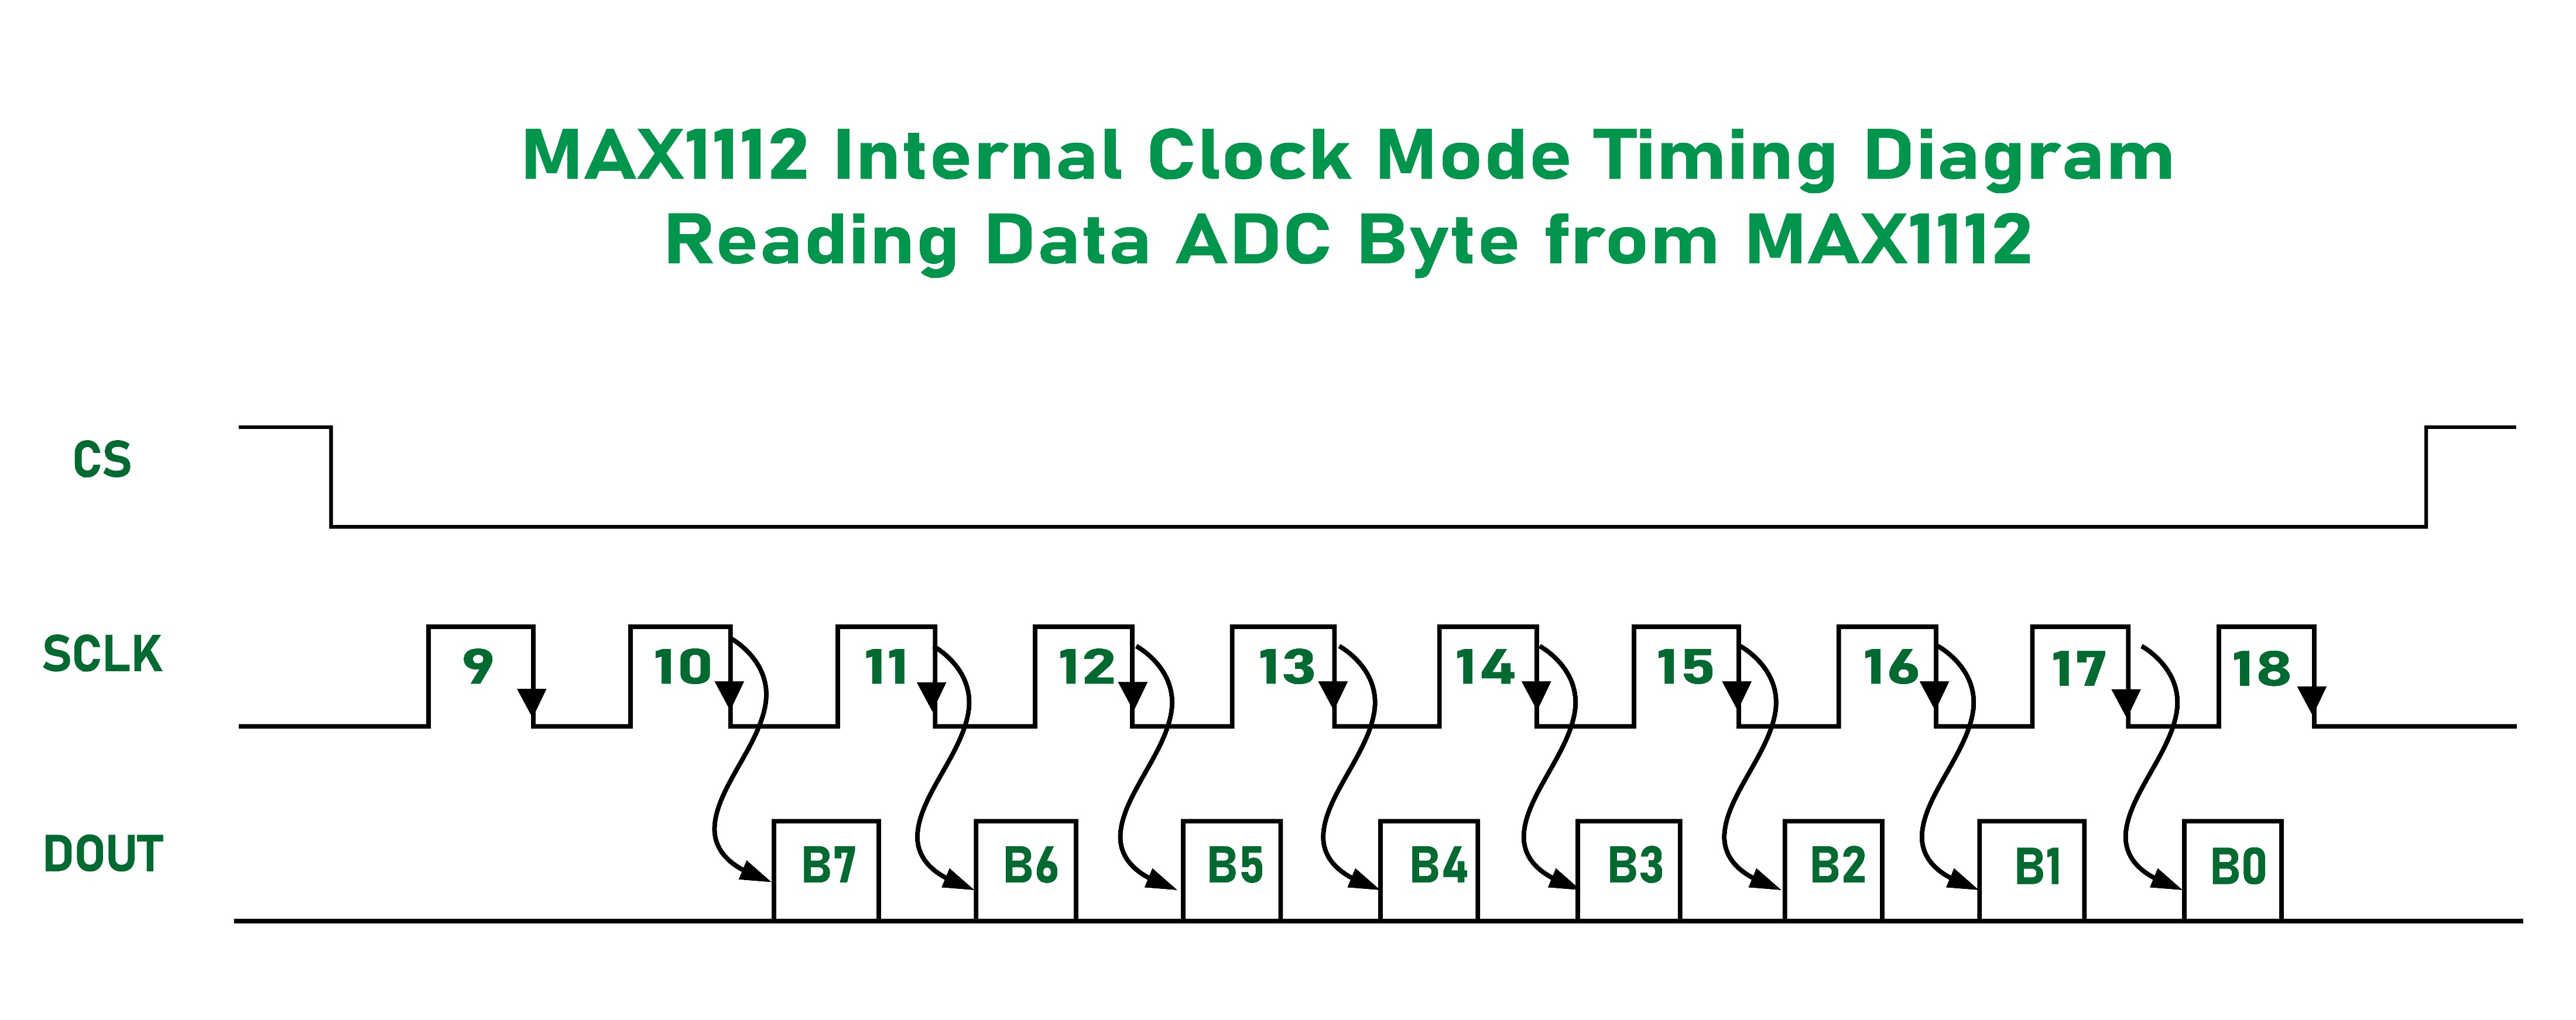 MAX1112 Internal Clock Mode Timing Diagram
Reading Data ADC Byte from MAX1112
CS
SCLK 9 10 11 12 13 14 15 16 17 18
DOUT B7 B6 B5 B4 B3 B2 B1 B0